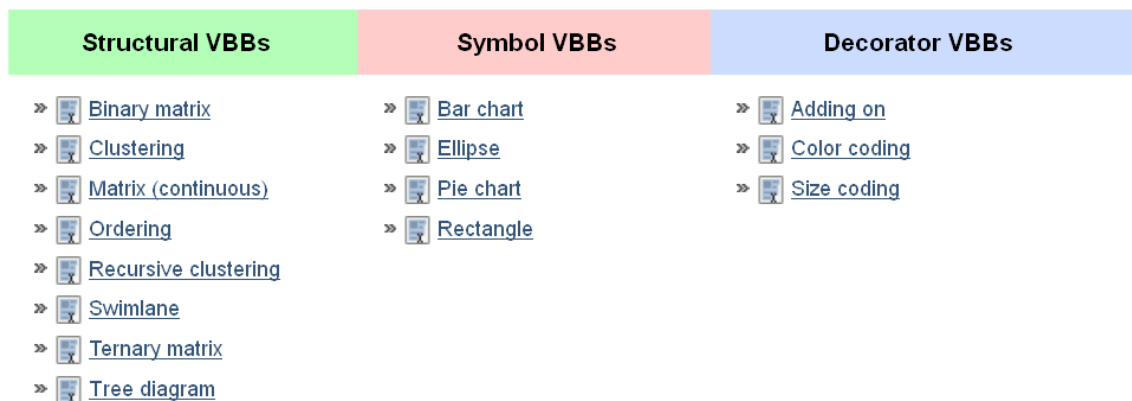 Structural VBBs
Symbol VBBs
Decorator VBBs
» Binary matrix
» Clustering
» Matrix (continuous)
» Ordering
» Recursive clustering
» Swimlane
» Ternary matrix
» Tree diagram
» Bar chart
» Ellipse
» Pie chart
» Rectangle
» Adding on
» Color coding
» Size coding